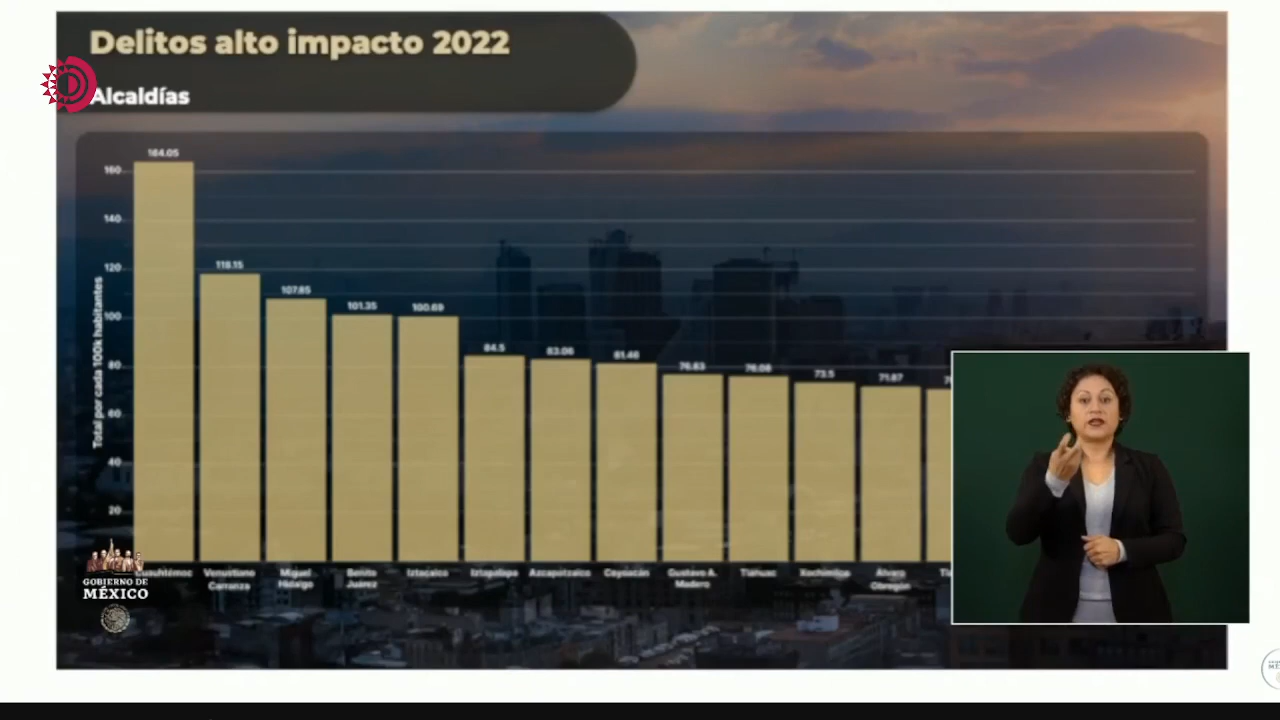 Delitos alto impacto 2022
Alcaldías
164.05
118.15
107.85
101.35
100.69
84.5
83.06
81.46
76.63
76.08
73.5
71.87
160
140
120
100
80
60
40
20
Total por cada 100k habitantes
Cuauhtémoc
Venustiano
Carranza
Miguel
Hidalgo
Benito
Juárez
Iztacalco
Iztapalapa
Azcapotzalco
Coyoacán
Gustavo A.
Madero
Tláhuac
Xochimilco
Álvaro
Obregón
GOBIERNO DE
MÉXICO